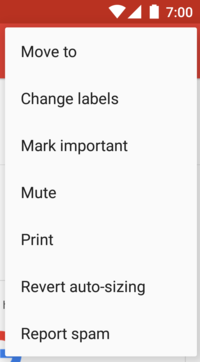 7:00
Move to
Change labels
Mark important
Mute
Print
Revert auto-sizing
Report spam